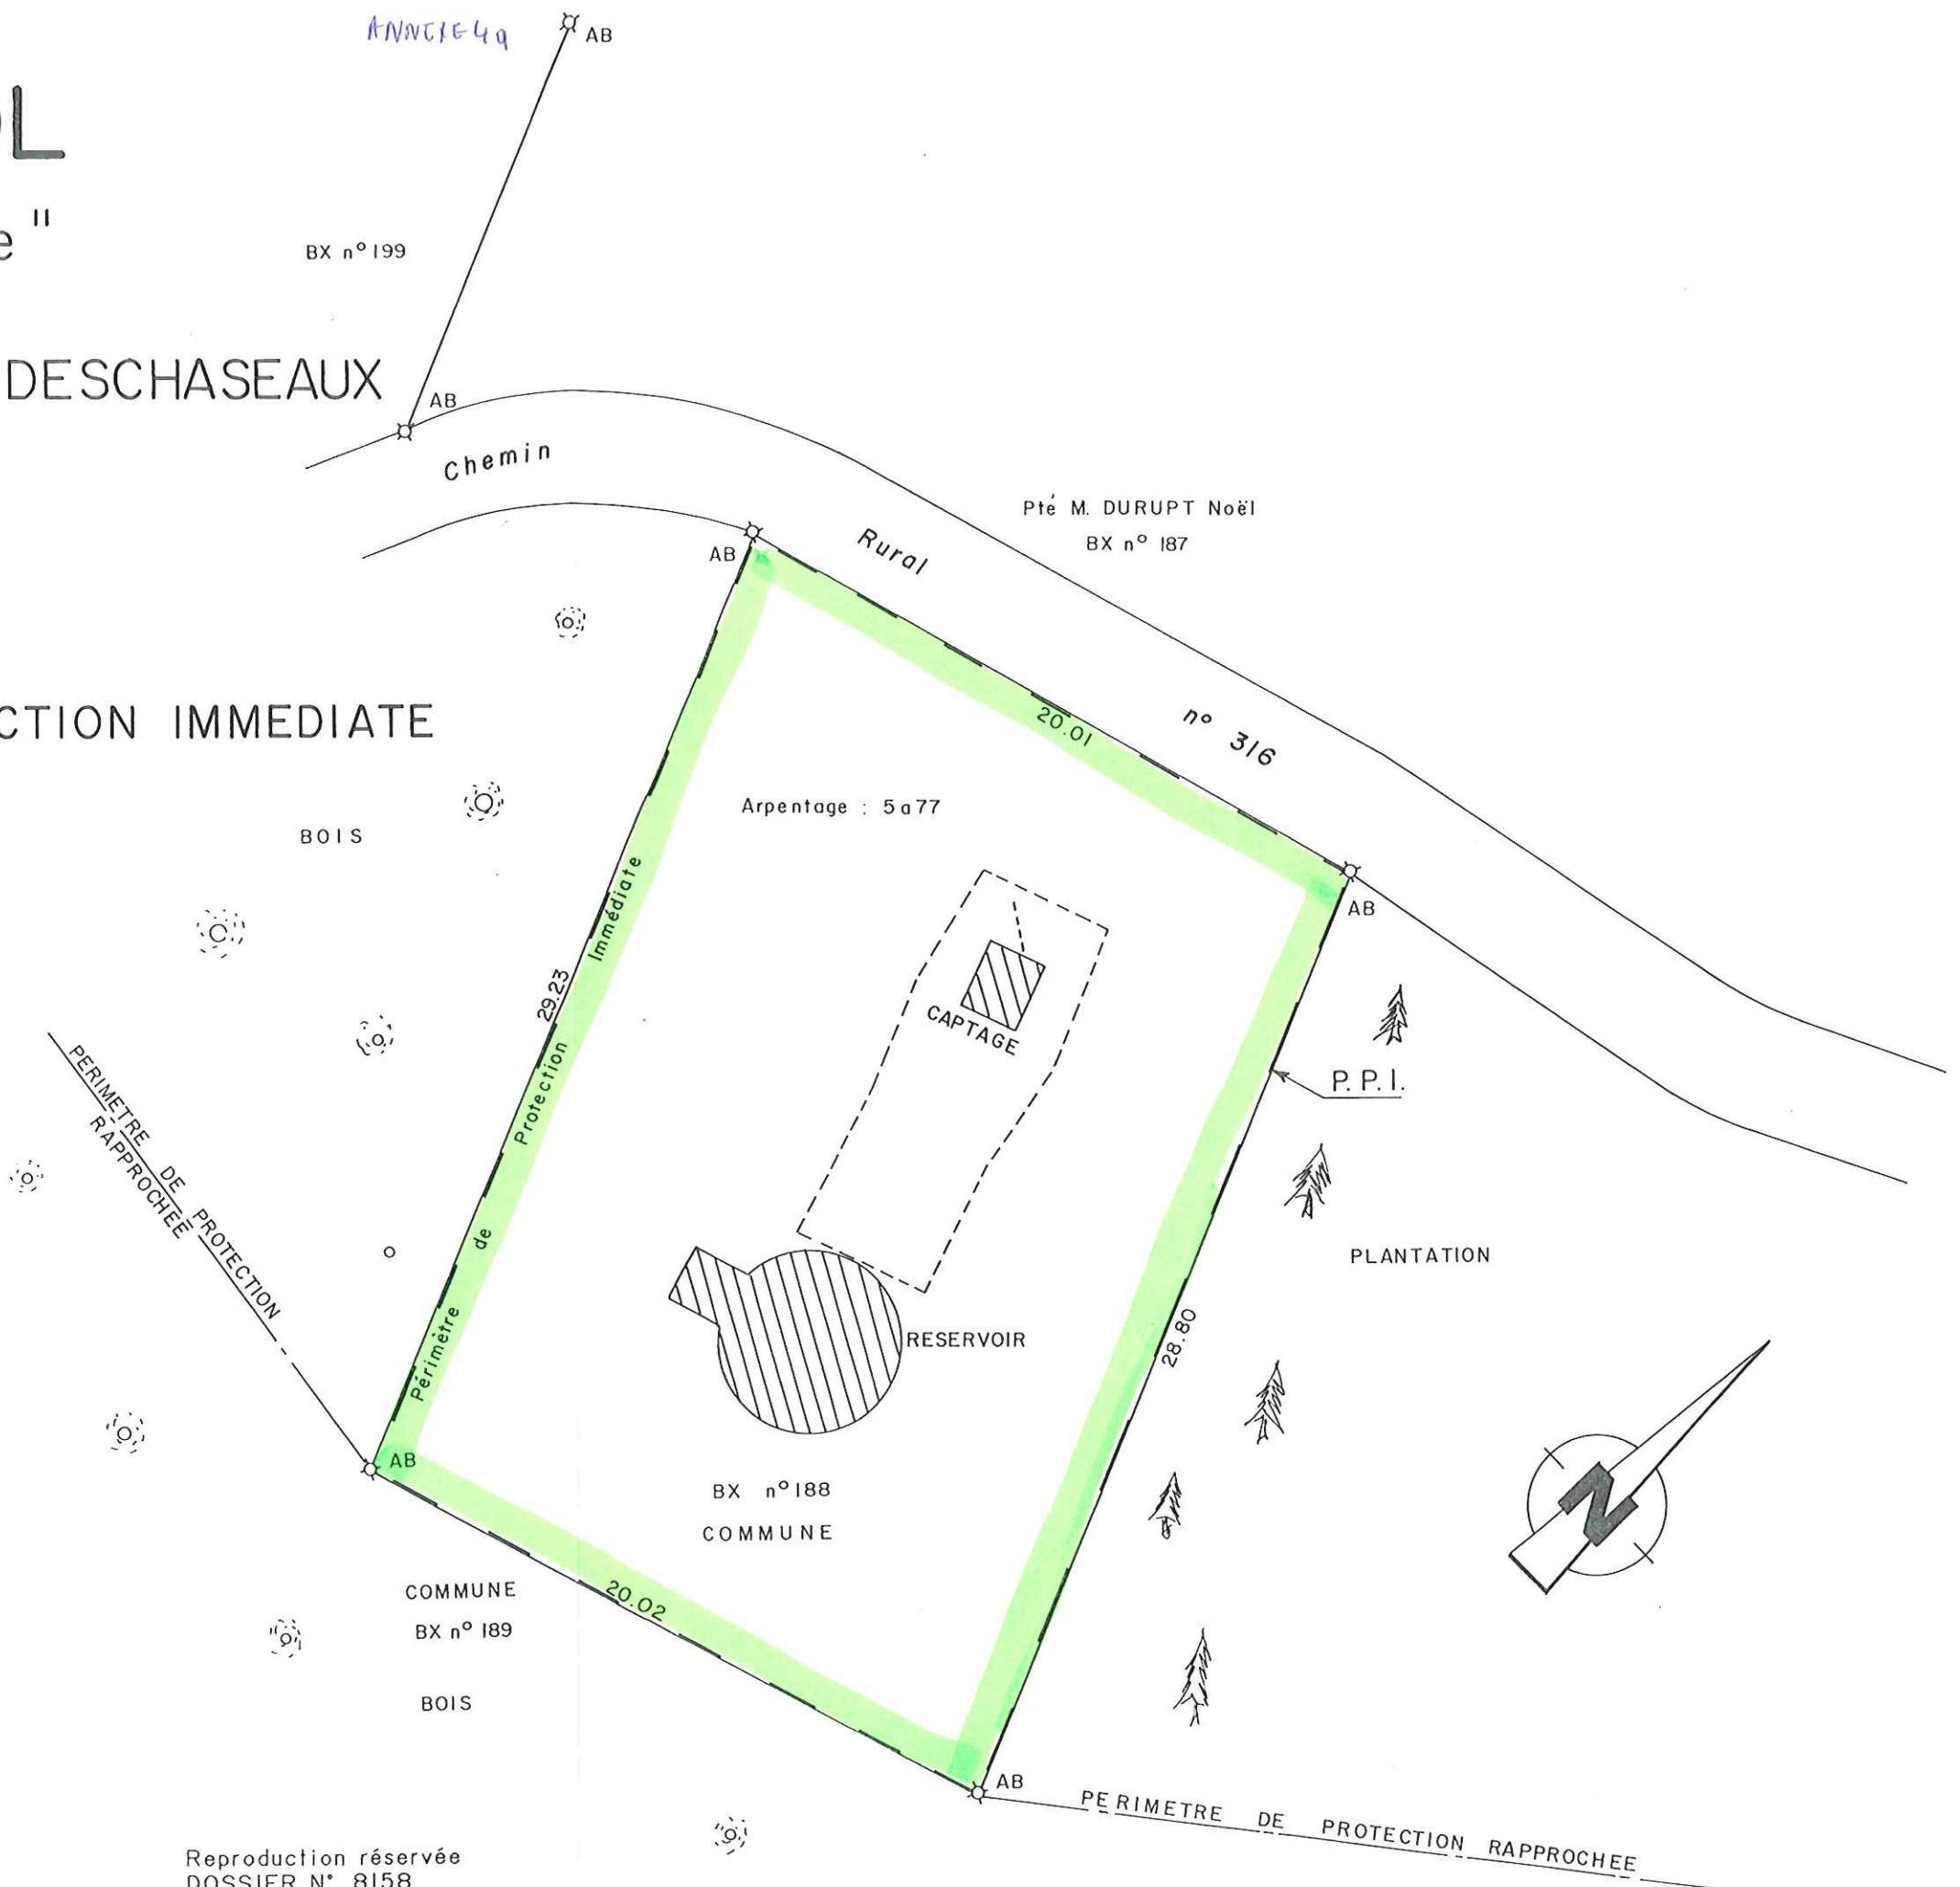 ANNEXE 4a
AB
OL
e "
BX n° 199
DESCHASEAUX
AB
Chemin
Rural
n° 316
Pté M. DURUPT Noël
BX n° 187
AB
CTION IMMEDIATE
20.01
Arpentage : 5 a 77
BOIS
AB
Périmètre de Protection Immédiate
29.23
CAPTAGE
P.P.I.
PERIMETRE DE PROTECTION
RAPPROCHEE
PLANTATION
RESERVOIR
28.80
AB
BX n° 188
COMMUNE
N
COMMUNE
BX n° 189
20.02
BOIS
AB
PERIMETRE DE PROTECTION RAPPROCHEE
Reproduction réservée
DOSSIER N° 8158